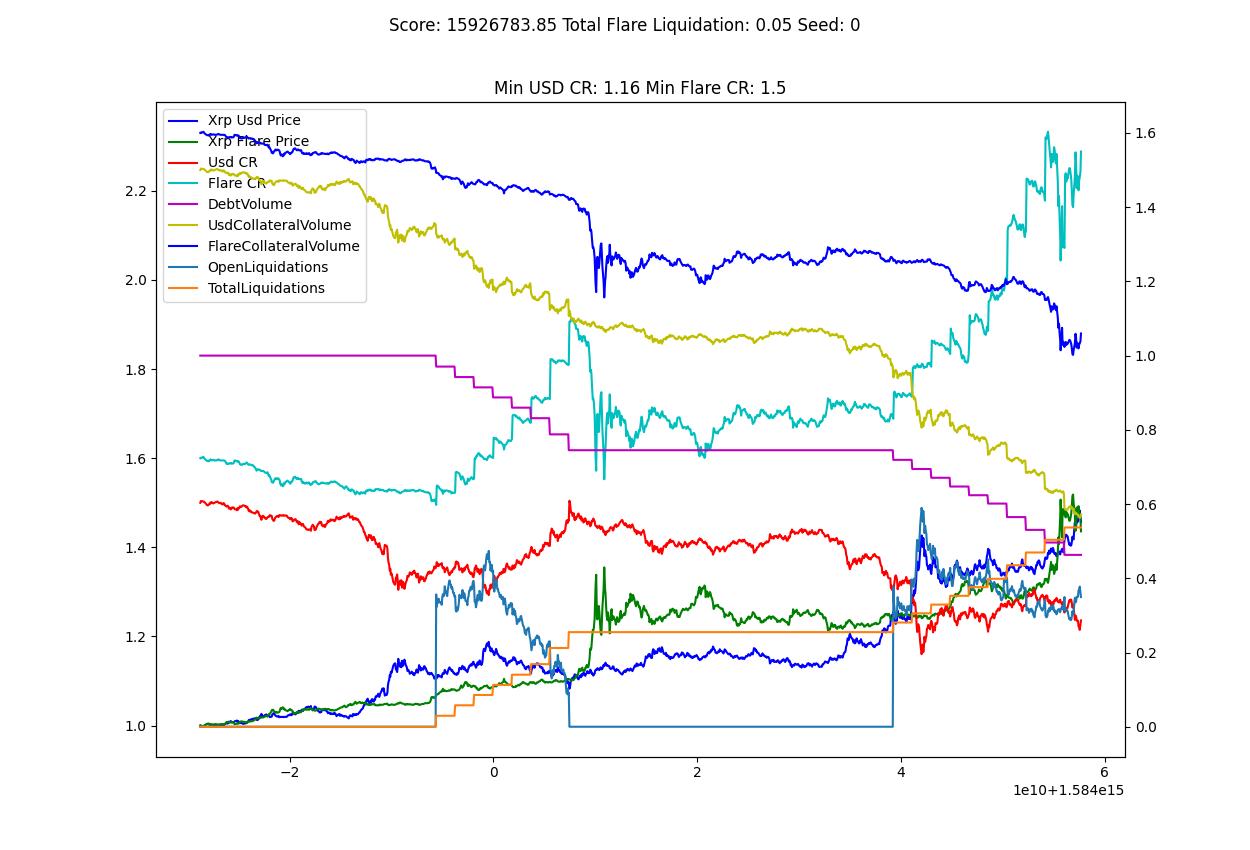 Score: 15926783.85 Total Flare Liquidation: 0.05 Seed: 0
Min USD CR: 1.16 Min Flare CR: 1.5
Xrp Usd Price
Xrp Flare Price
Usd CR
Flare CR
DebtVolume
UsdCollateralVolume
FlareCollateralVolume
OpenLiquidations
TotalLiquidations
2.2
2.0
1.8
1.6
1.4
1.2
1.0
1.6
1.4
1.2
1.0
0.8
0.6
0.4
0.2
0.0
−2 0 2 4 6
1e10+1.584e15